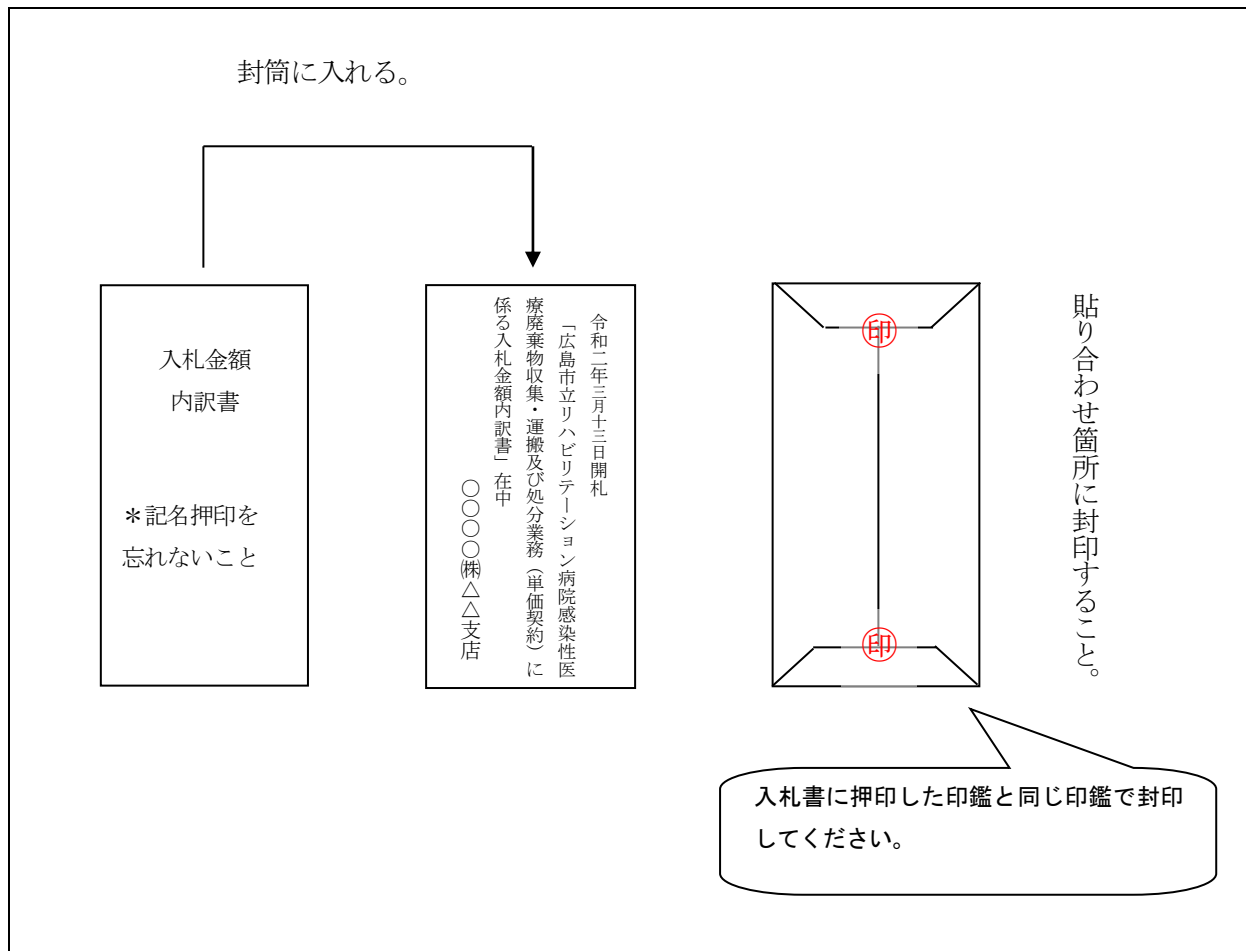 封筒に入れる。
入札金額
内訳書
＊記名押印を
忘れないこと
令和二年三月十三日開札
「広島市立リハビリテーション病院感染性医
療廃棄物収集・運搬及び処分業務（単価契約）に
係る入札金額内訳書」在中
〇〇〇〇㈱△△支店
印
印
貼り合わせ箇所に封印すること。
入札書に押印した印鑑と同じ印鑑で封印
してください。